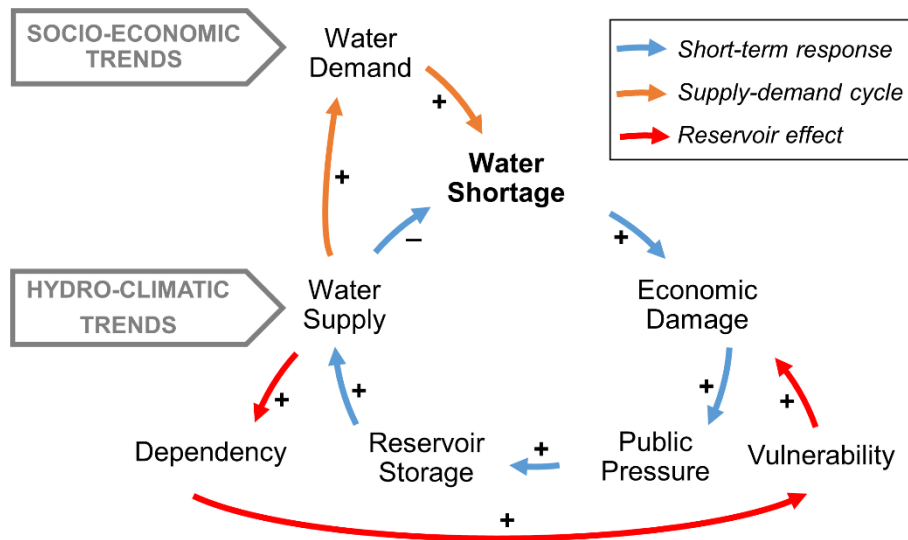 SOCIO-ECONOMIC
TRENDS
Water
Demand
Short-term response
Supply-demand cycle
Reservoir effect
+
Water
Shortage
+
–
+
HYDRO-CLIMATIC
TRENDS
Water
Supply
Economic
Damage
+
+
+
+
Dependency
Reservoir
Storage
+
Public
Pressure
Vulnerability
+